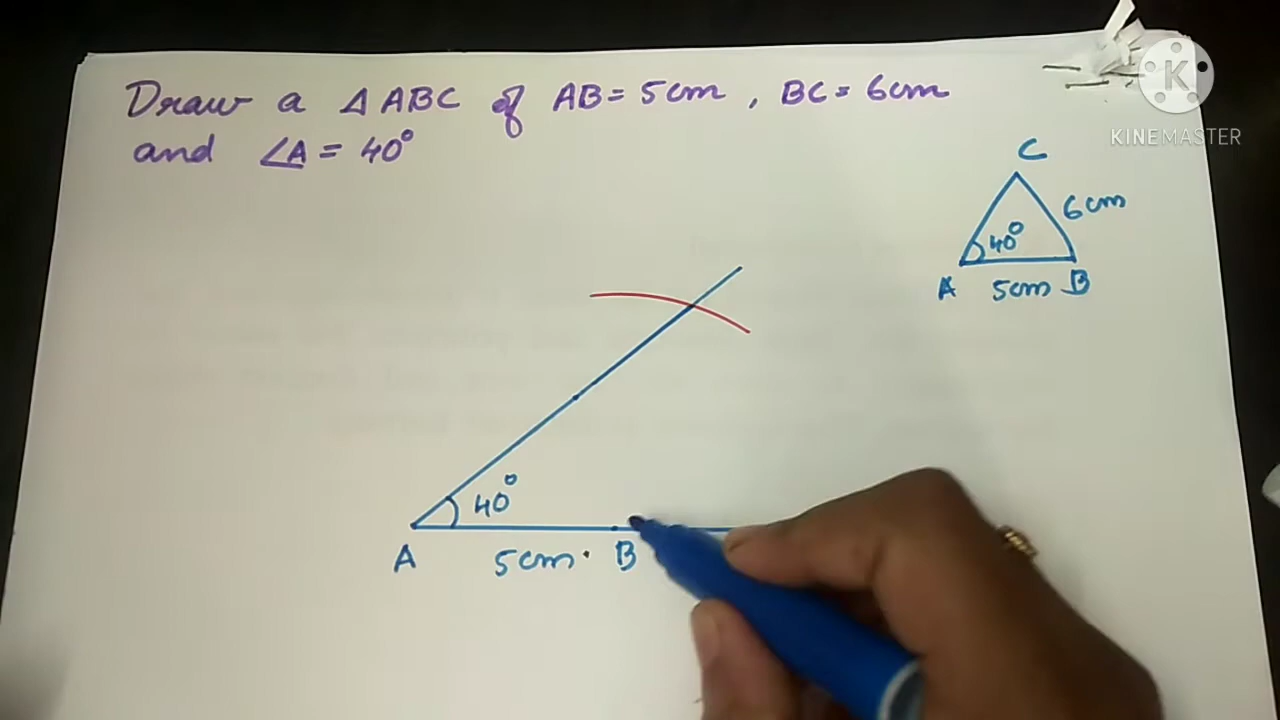 Draw a △ABC of AB = 5cm, BC = 6cm
and ∠A = 40°
K
KINEMASTER
C
6cm
40°
A 5cm B
40°
A 5cm. B